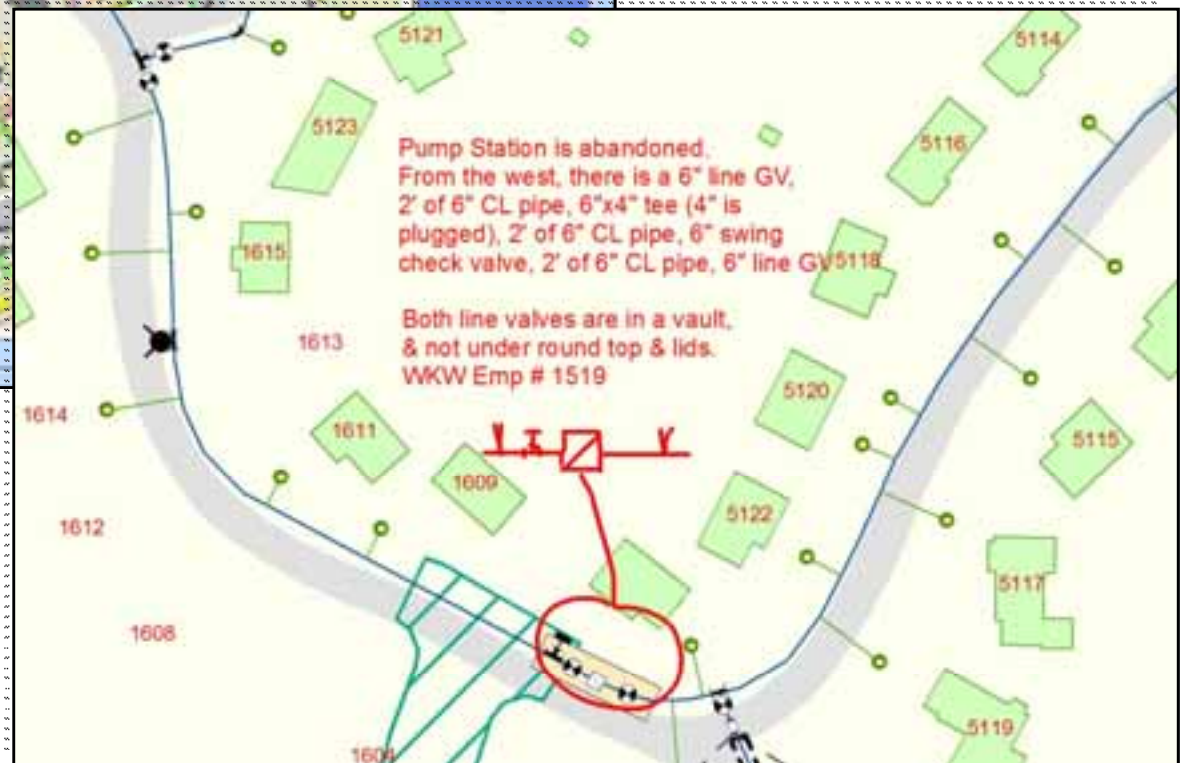 5121
5114
5123
5116
Pump Station is abandoned.
From the west, there is a 6" line GV,
2' of 6" CL pipe, 6"x4" tee (4" is
plugged), 2' of 6" CL pipe, 6" swing
check valve, 2' of 6" CL pipe, 6" line GV
5118
1615
Both line valves are in a vault,
& not under round top & lids.
WKW Emp # 1519
1613
1614
5120
1611
5115
1609
5122
1612
5117
1608
5119
1604